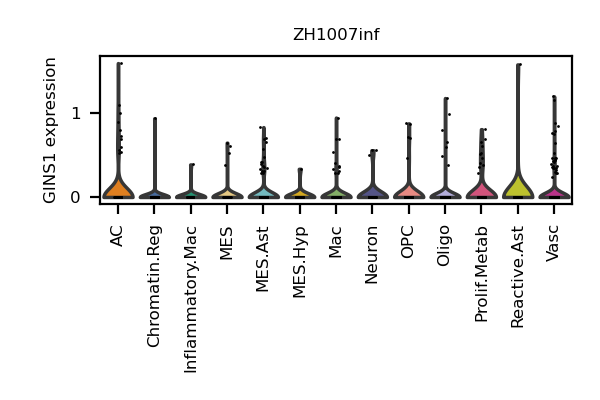 ZH1007inf
GINS1 expression
1
0
AC
Chromatin.Reg
Inflammatory.Mac
MES
MES.Ast
MES.Hyp
Mac
Neuron
OPC
Oligo
Prolif.Metab
Reactive.Ast
Vasc